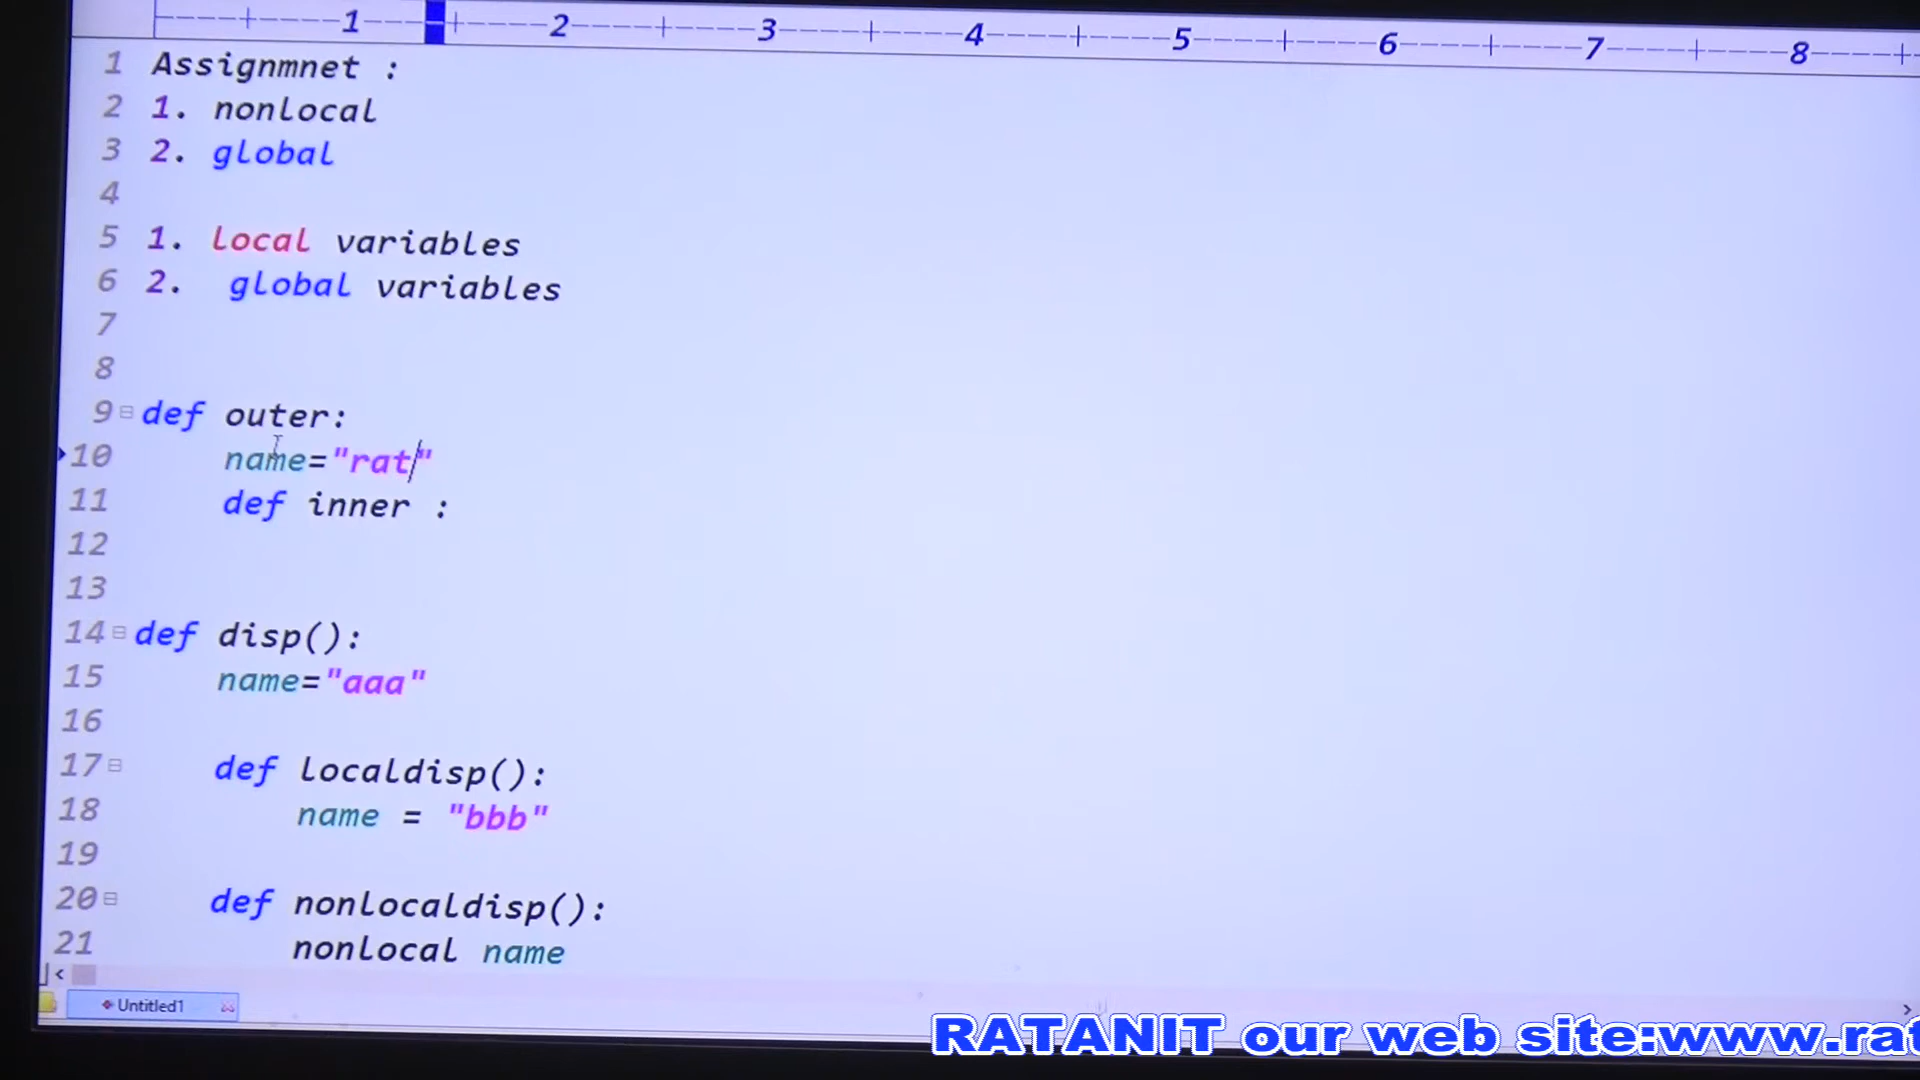 1 2 3 4 5 6 7 8
1 Assignmnet :
2 1. nonlocal
3 2. global
4
5 1. local variables
6 2. global variables
7
8
9 def outer:
10 name="rat"
11 def inner :
12
13
14 def disp():
15 name="aaa"
16
17 def localdisp():
18 name = "bbb"
19
20 def nonlocaldisp():
21 nonlocal name
Untitled1
RATANIT our web site:www.rat